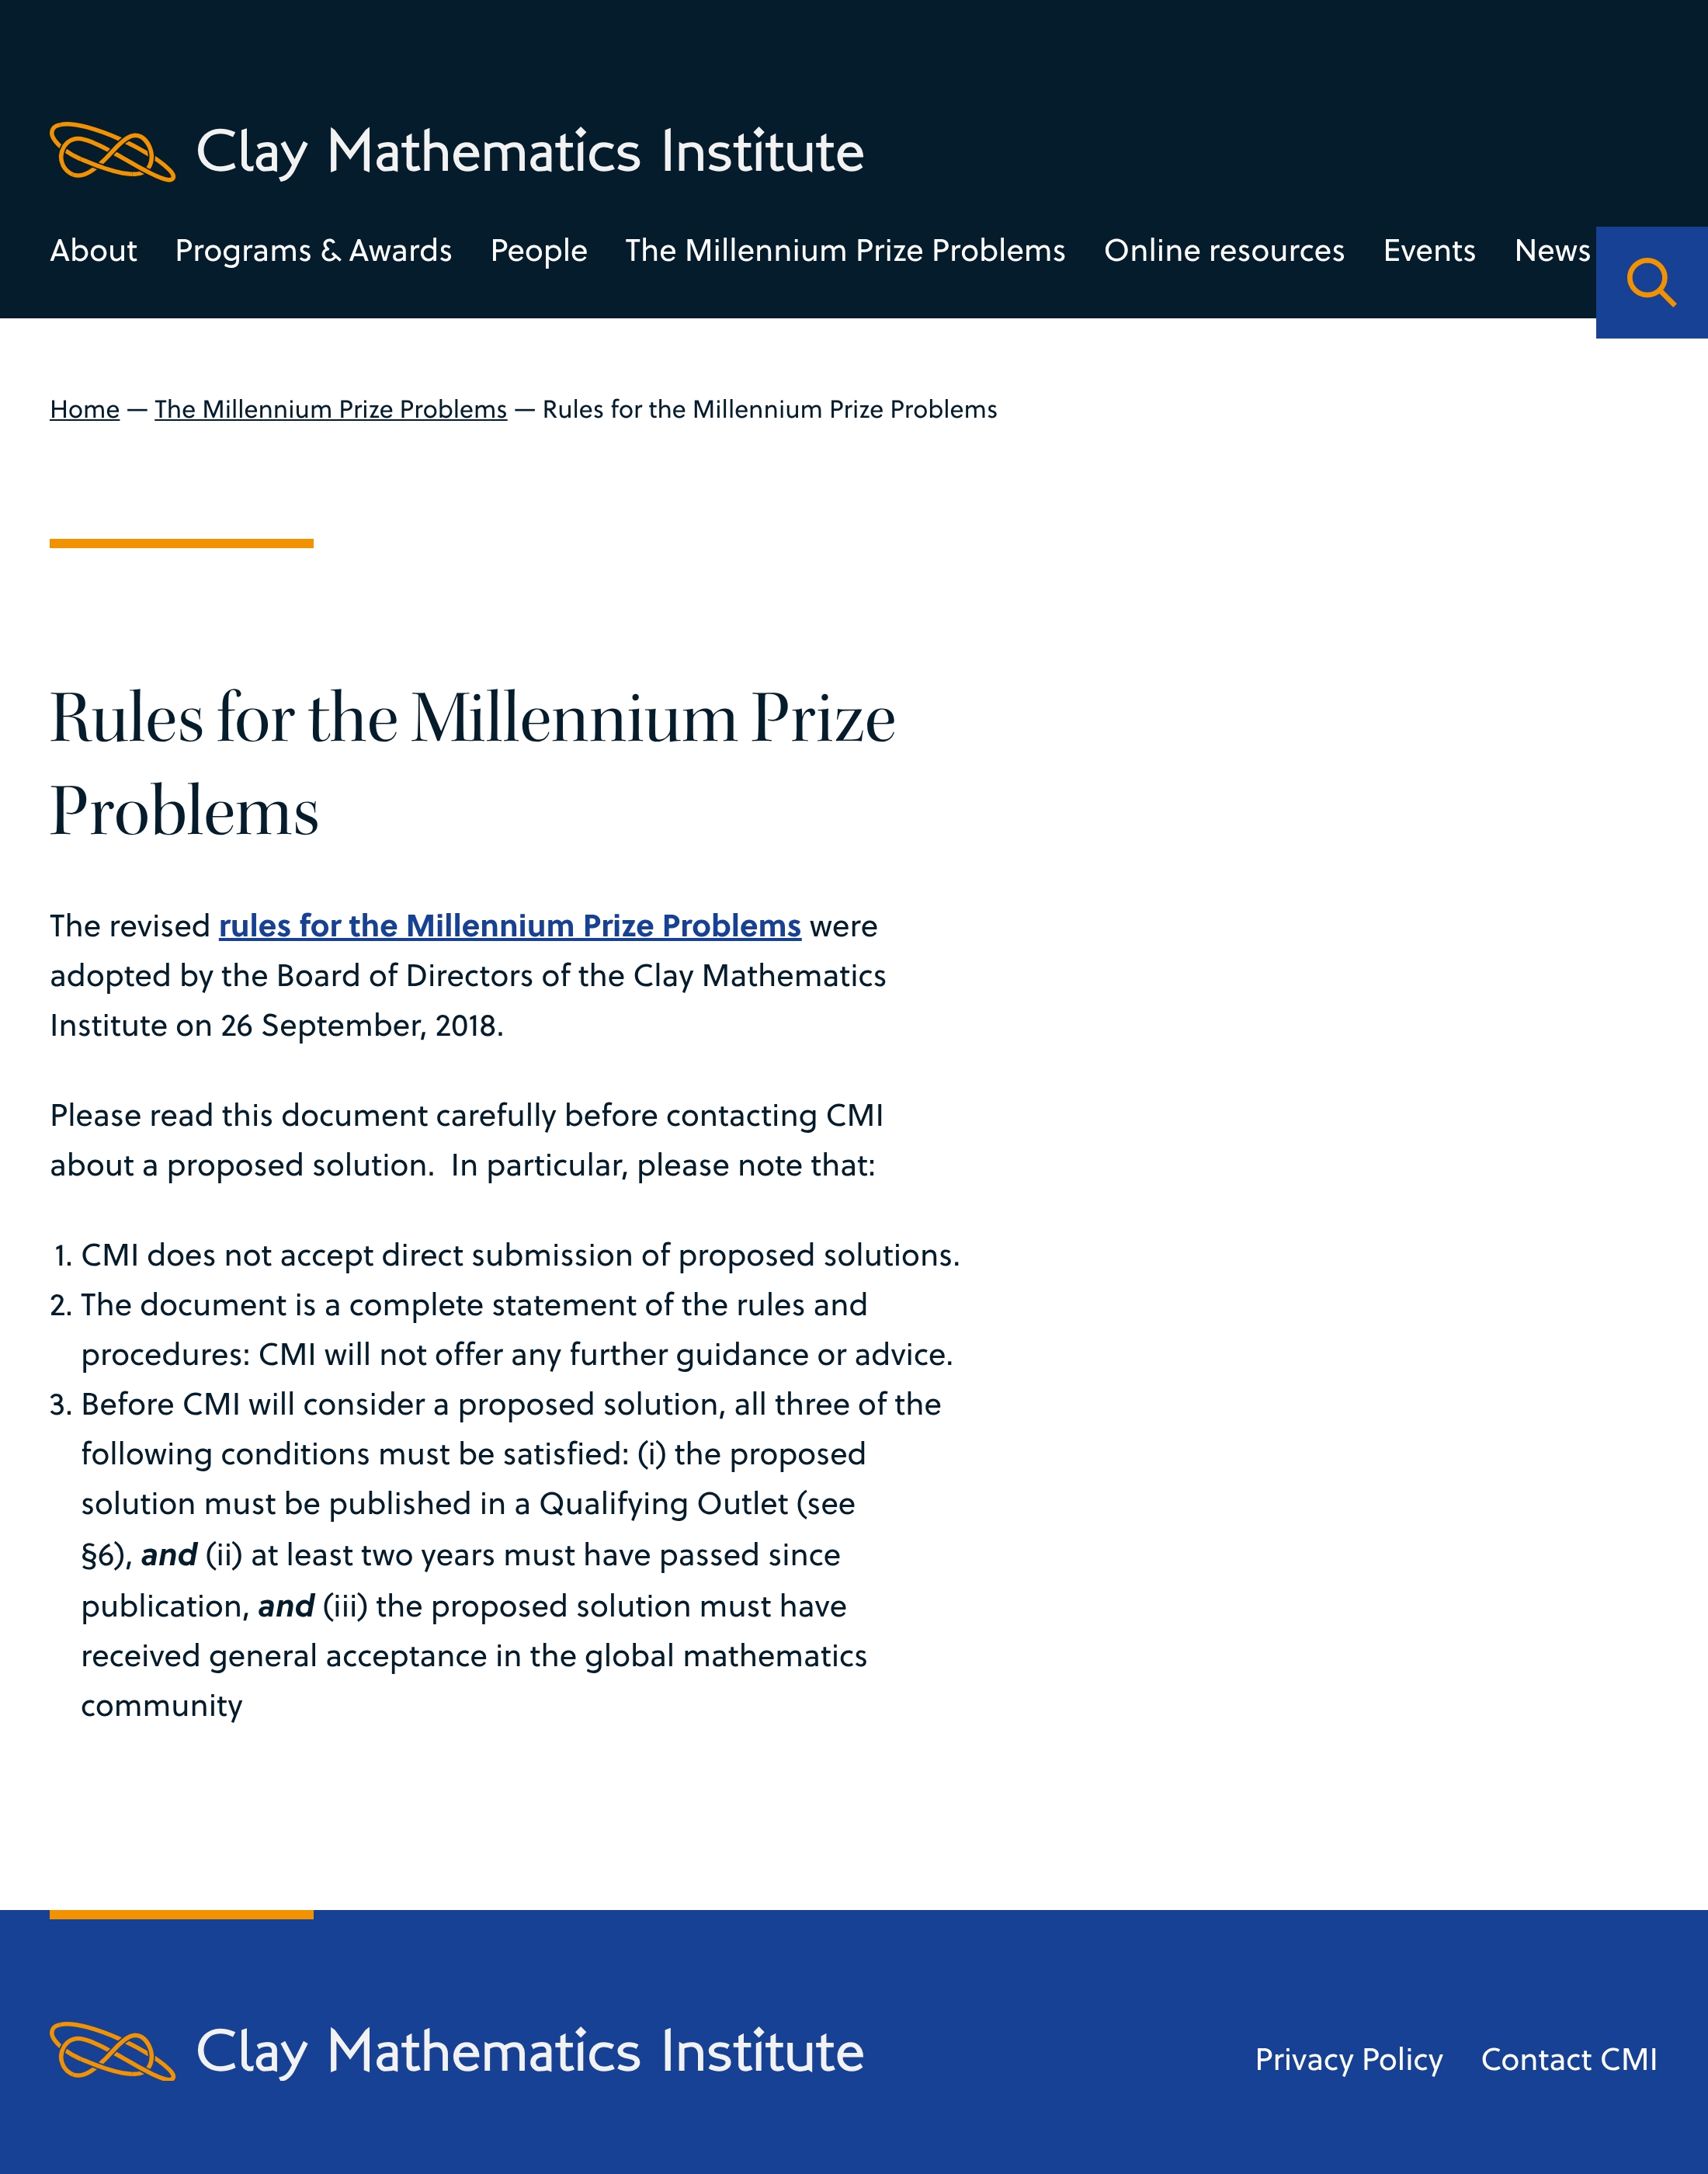 Clay Mathematics Institute
About Programs & Awards People The Millennium Prize Problems Online resources Events News
Home — The Millennium Prize Problems — Rules for the Millennium Prize Problems
Rules for the Millennium Prize
Problems
The revised rules for the Millennium Prize Problems were
adopted by the Board of Directors of the Clay Mathematics
Institute on 26 September, 2018.
Please read this document carefully before contacting CMI
about a proposed solution.  In particular, please note that:
1. CMI does not accept direct submission of proposed solutions.
2. The document is a complete statement of the rules and
procedures: CMI will not offer any further guidance or advice.
3. Before CMI will consider a proposed solution, all three of the
following conditions must be satisfied: (i) the proposed
solution must be published in a Qualifying Outlet (see
§6), and (ii) at least two years must have passed since
publication, and (iii) the proposed solution must have
received general acceptance in the global mathematics
community
Clay Mathematics Institute
Privacy Policy Contact CMI